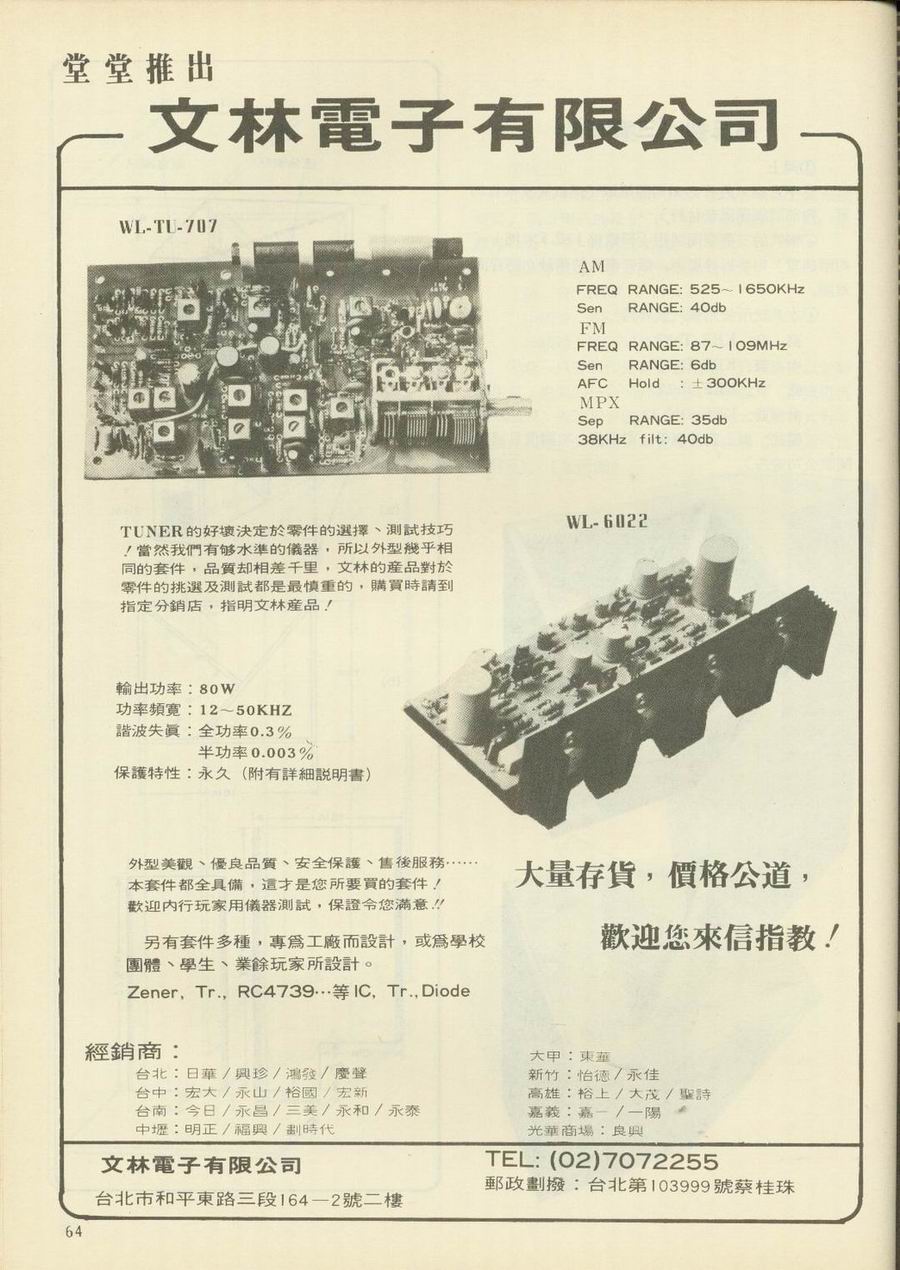 堂堂推出
文林電子有限公司
WL-TU-707
AM
FREQ RANGE: 525~1650KHz
Sen RANGE: 40db
FM
FREQ RANGE: 87~109MHz
Sen RANGE: 6db
AFC Hold : ±300KHz
MPX
Sep RANGE: 35db
38KHz filt: 40db
TUNER的好壞決定於零件的選擇、測試技巧
!當然我們有够水準的儀器,所以外型幾乎相
同的套件,品質却相差千里,文林的產品對於
零件的挑選及測試都是最慎重的,購買時請到
指定分銷店,指明文林產品!
WL-6022
輸出功率:80W
功率頻寬:12~50KHZ
諧波失眞:全功率0.3%
半功率0.003%
保護特性:永久(附有詳細説明書)
外型美觀、優良品質、安全保護、售後服務……
本套件都全具備,這才是您所要買的套件!
歡迎内行玩家用儀器測試,保證令您滿意!!
另有套件多種,專爲工廠而設計,或爲學校
團體、學生、業餘玩家所設計。
Zener, Tr., RC4739…等IC, Tr., Diode
大量存貨,價格公道,
歡迎您來信指教!
經銷商:
台北:日華/興珍/鴻發/慶聲
台中:宏大/永山/裕國/宏新
台南:今日/永昌/三美/永和/永泰
中壢:明正/福興/劃時代
大甲:東華
新竹:怡德/永佳
高雄:裕上/大茂/聖詩
嘉義:嘉一/一陽
光華商場:良興
文林電子有限公司
台北市和平東路三段164—2號二樓
TEL: (02)7072255
郵政劃撥:台北第103999號蔡桂珠
64